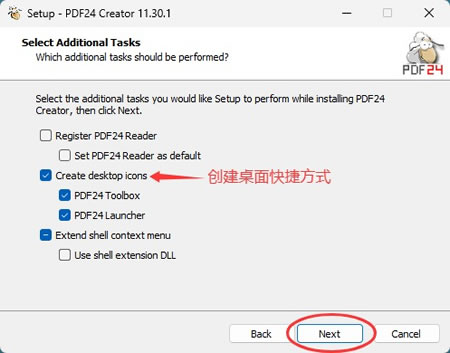 Setup - PDF24 Creator 11.30.1
Select Additional Tasks
Which additional tasks should be performed?
PDF24
Select the additional tasks you would like Setup to perform while installing PDF24
Creator, then click Next.
Register PDF24 Reader
Set PDF24 Reader as default
Create desktop icons 创建桌面快捷方式
PDF24 Toolbox
PDF24 Launcher
Extend shell context menu
Use shell extension DLL
Back Next Cancel